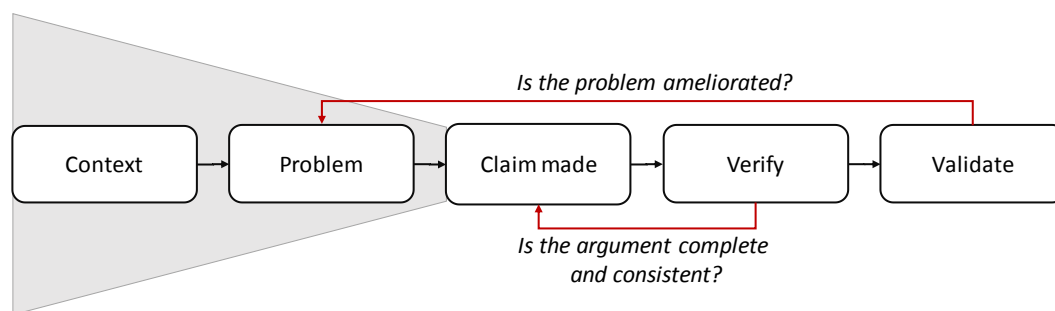 Is the problem ameliorated?
Context
Problem
Claim made
Verify
Validate
Is the argument complete
and consistent?